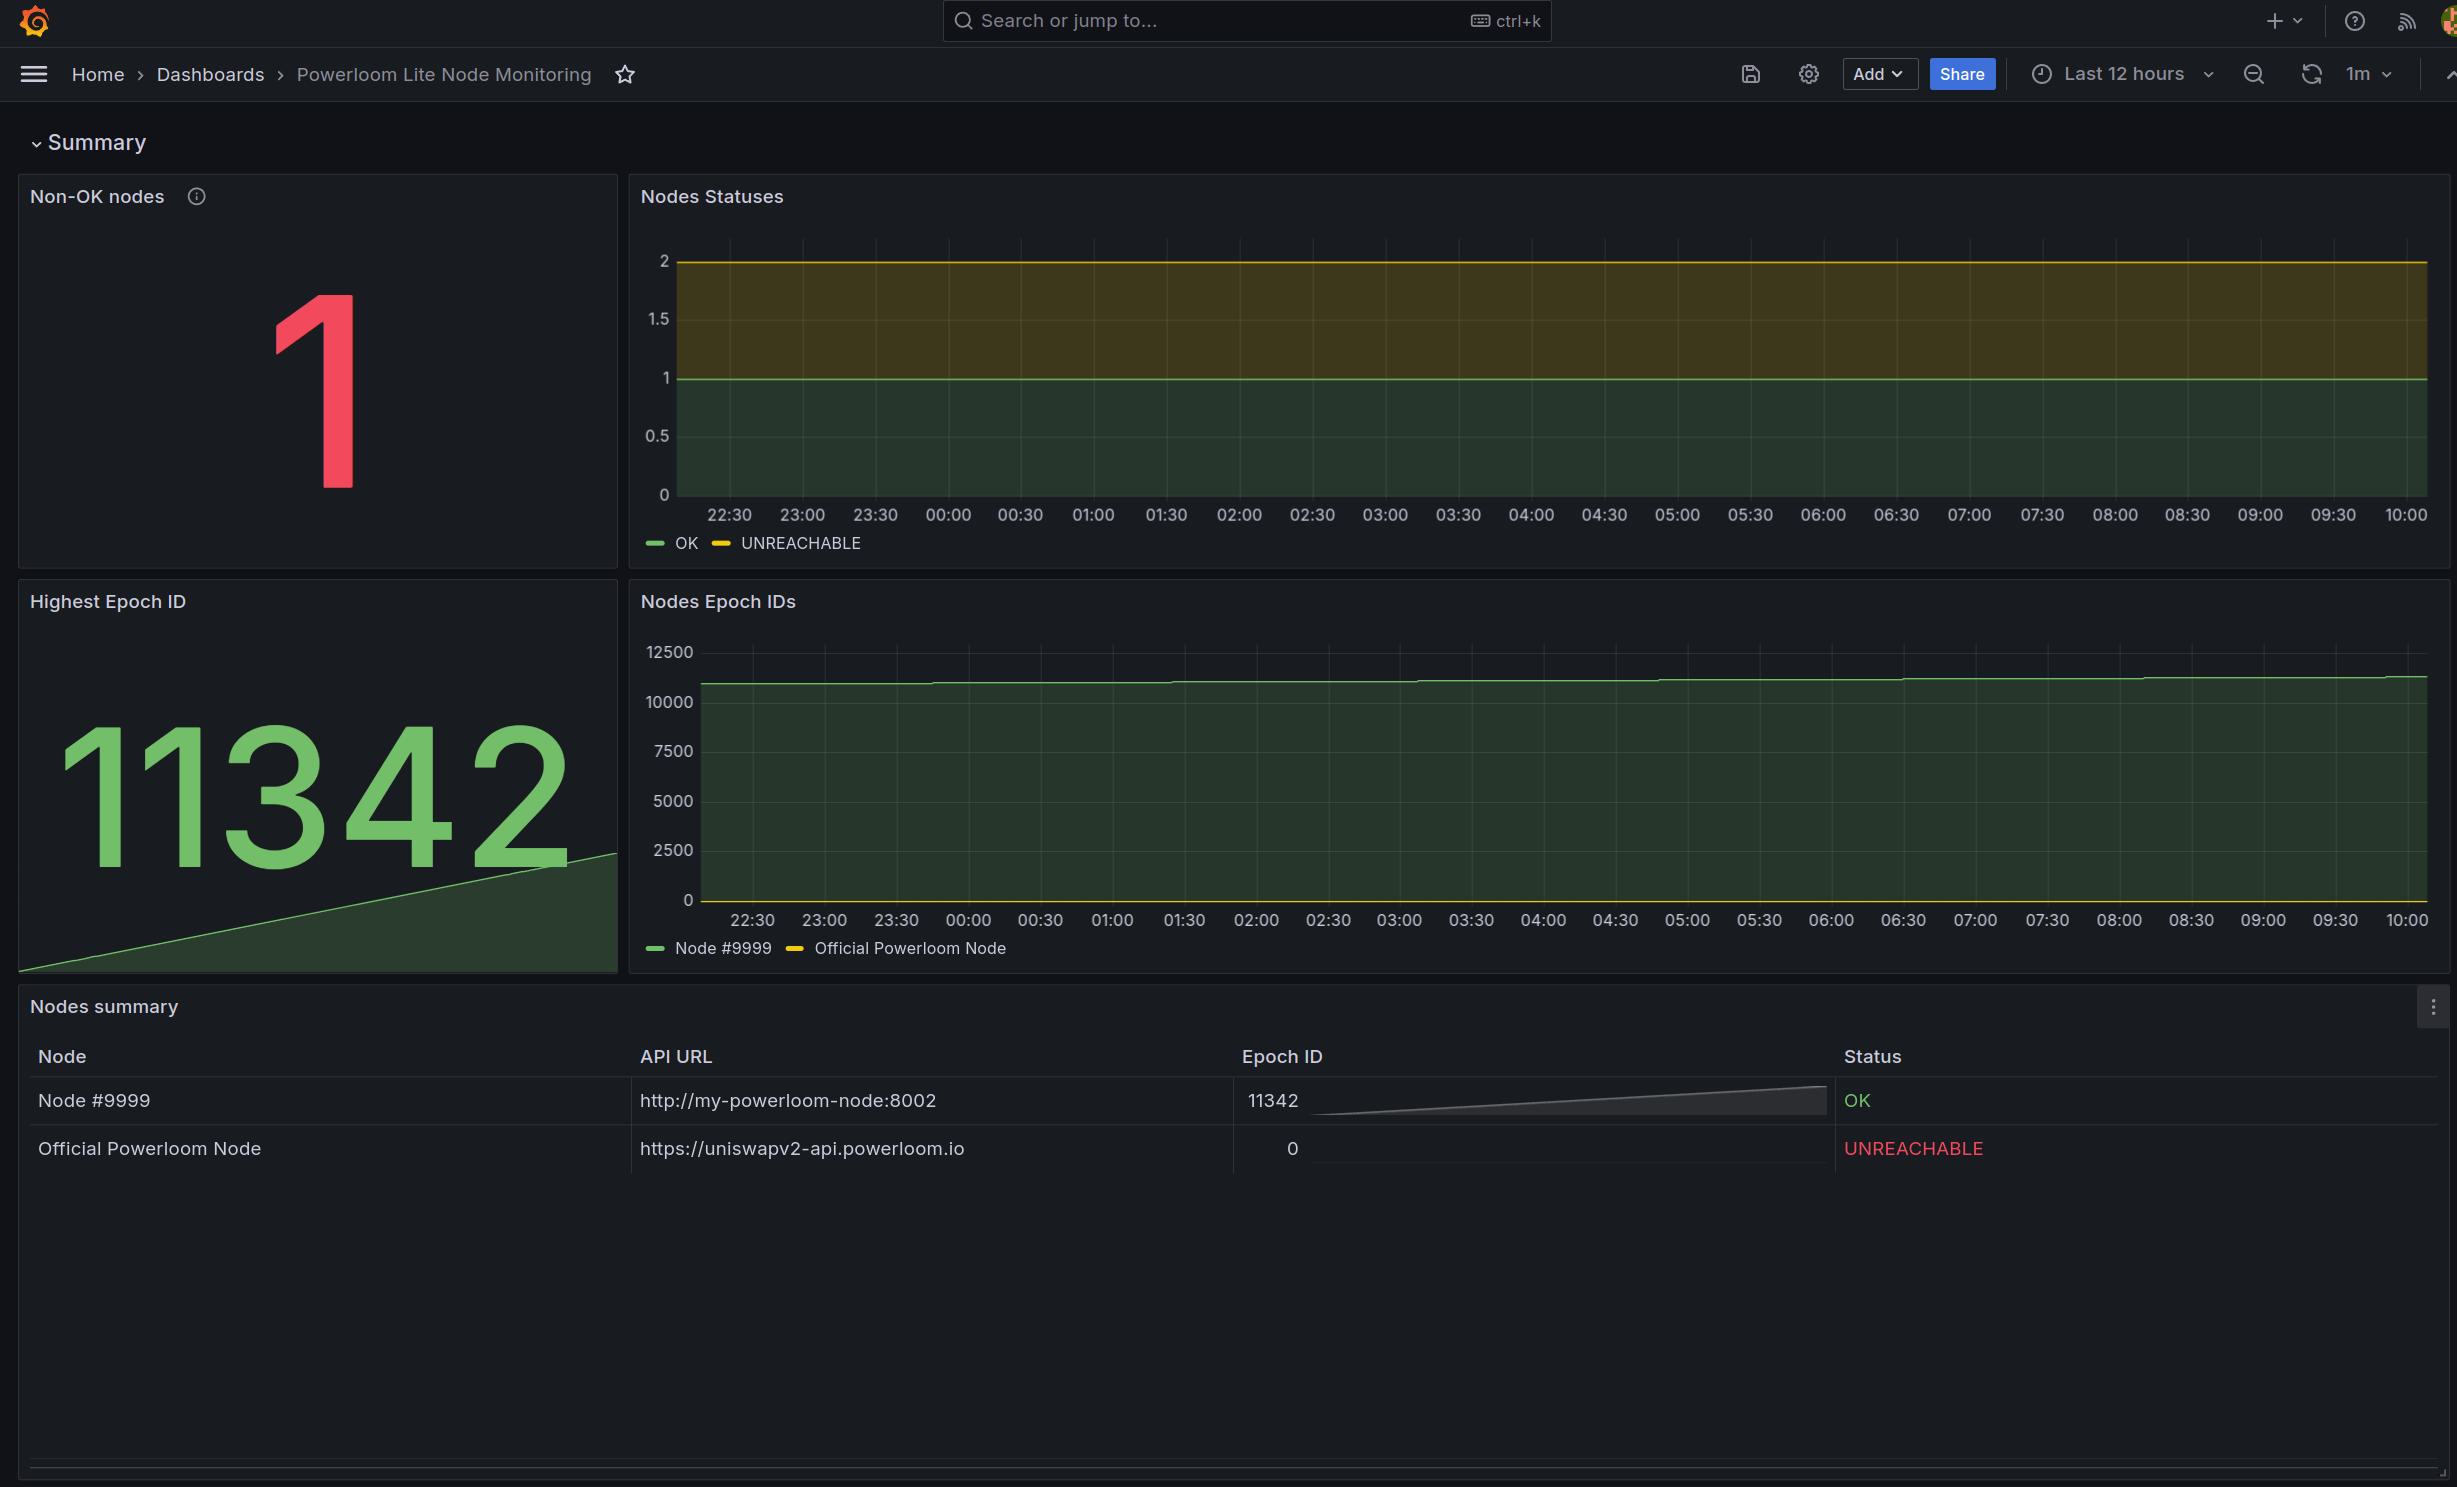 Search or jump to... ctrl+k
Home › Dashboards › Powerloom Lite Node Monitoring Add Share Last 12 hours 1m
Summary
Non-OK nodes
1
Nodes Statuses
2
1.5
1
0.5
0
22:30 23:00 23:30 00:00 00:30 01:00 01:30 02:00 02:30 03:00 03:30 04:00 04:30 05:00 05:30 06:00 06:30 07:00 07:30 08:00 08:30 09:00 09:30 10:00
OK UNREACHABLE
Highest Epoch ID
11342
Nodes Epoch IDs
12500
10000
7500
5000
2500
0
22:30 23:00 23:30 00:00 00:30 01:00 01:30 02:00 02:30 03:00 03:30 04:00 04:30 05:00 05:30 06:00 06:30 07:00 07:30 08:00 08:30 09:00 09:30 10:00
Node #9999 Official Powerloom Node
Nodes summary
Node API URL Epoch ID Status
Node #9999 http://my-powerloom-node:8002 11342 OK
Official Powerloom Node https://uniswapv2-api.powerloom.io 0 UNREACHABLE